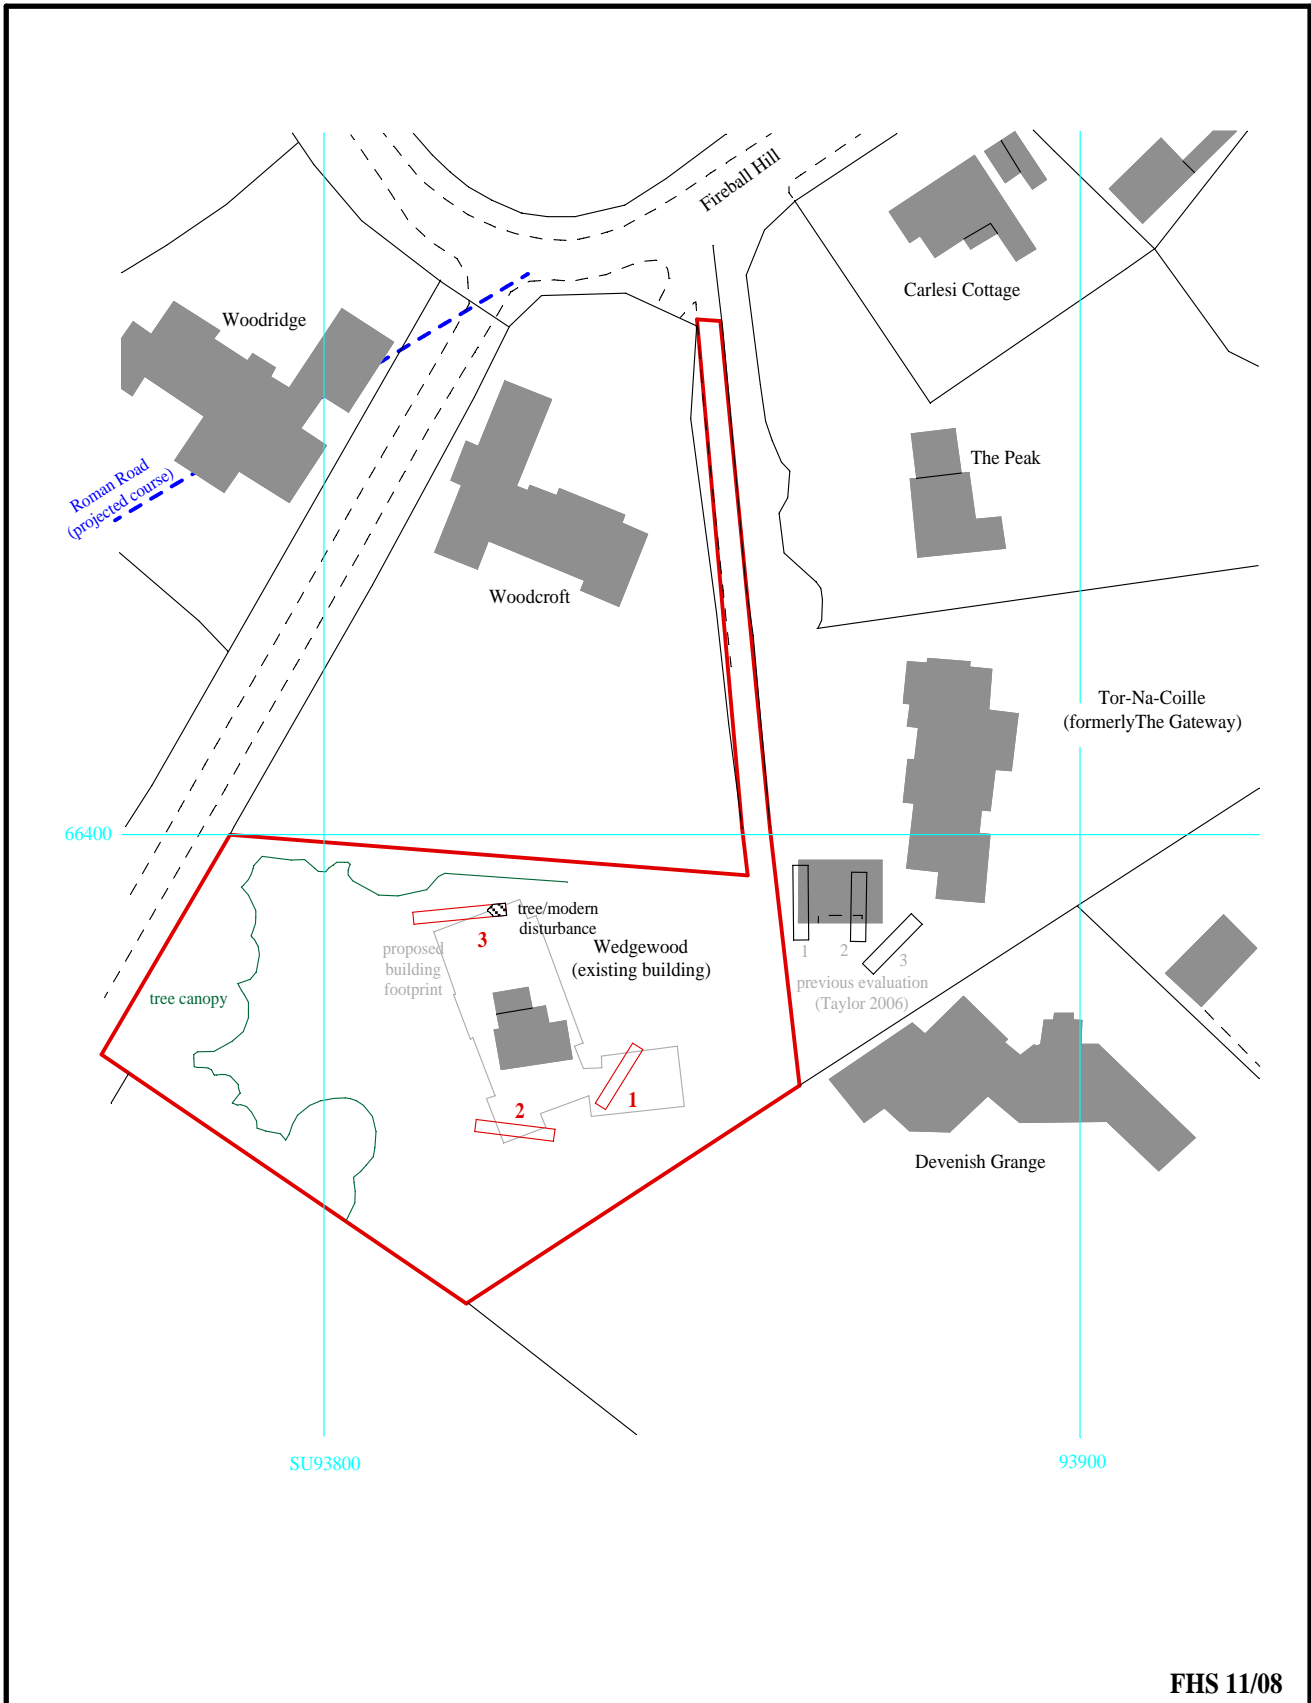 Fireball Hill
Carlesi Cottage
Woodridge
The Peak
Roman Road
(projected course)
Woodcroft
Tor-Na-Coille
(formerlyThe Gateway)
66400
tree/modern
disturbance
3
proposed
building
footprint
Wedgewood
(existing building)
1
2
3
previous evaluation
(Taylor 2006)
tree canopy
2
1
Devenish Grange
SU93800
93900
FHS 11/08